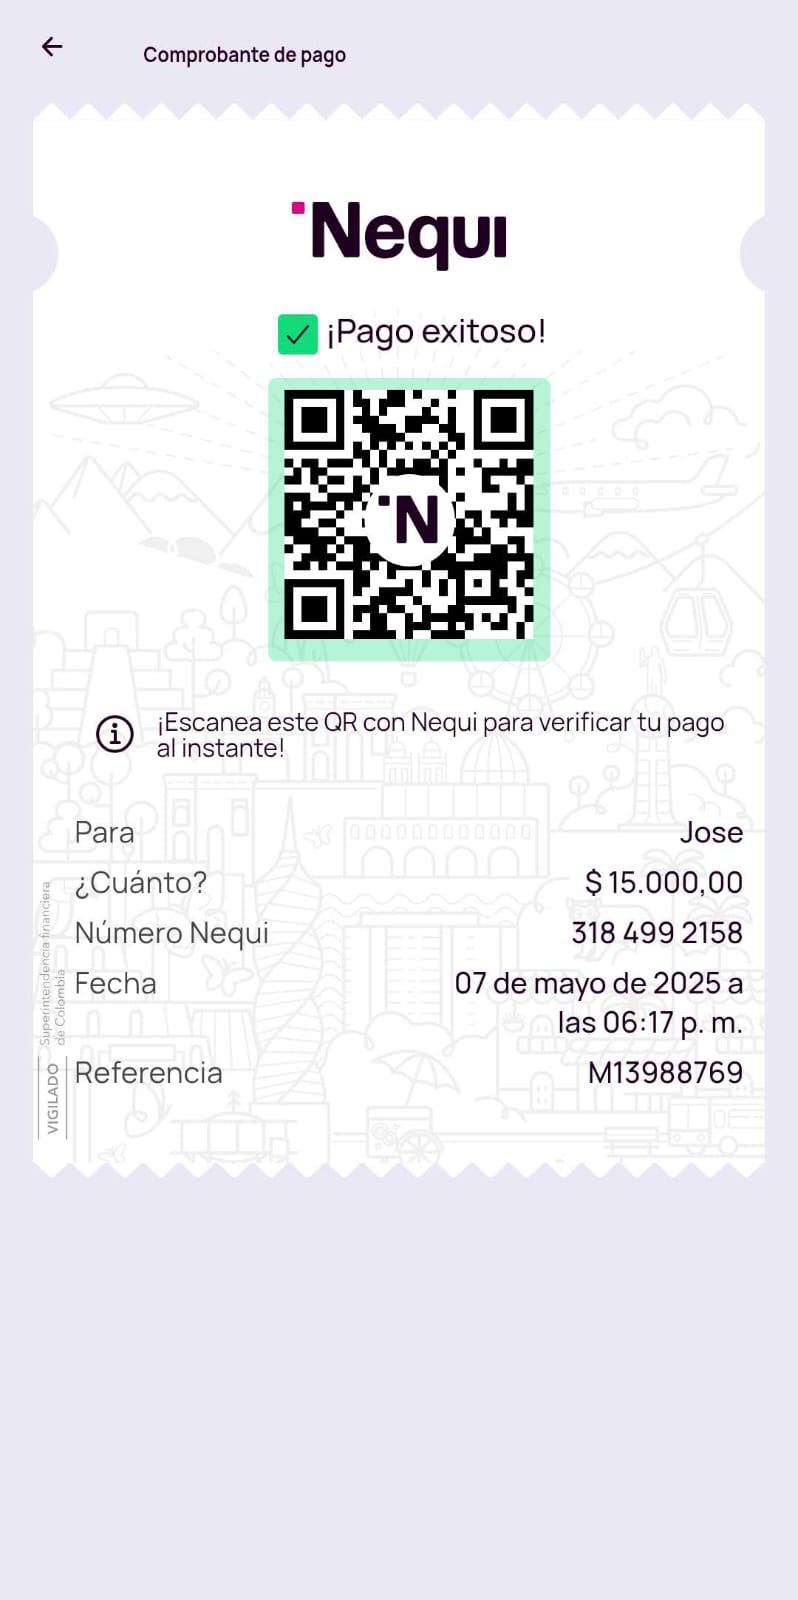 Comprobante de pago
Nequi
¡Pago exitoso!
N
¡Escanea este QR con Nequi para verificar tu pago
al instante!
Para
Jose
¿Cuánto?
$ 15.000,00
Número Nequi
318 499 2158
Fecha
07 de mayo de 2025 a
las 06:17 p. m.
Referencia
M13988769
VIGILADO
Superintendencia financiera
de Colombia